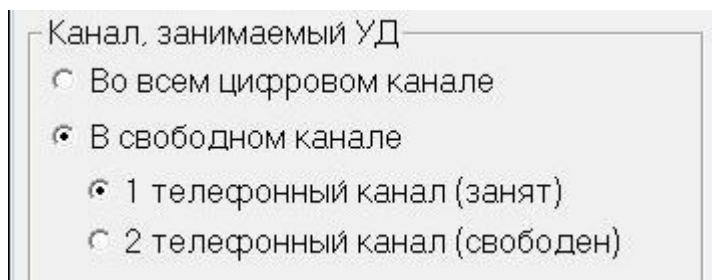 Канал, занимаемый УД
Во всем цифровом канале
В свободном канале
1 телефонный канал (занят)
2 телефонный канал (свободен)